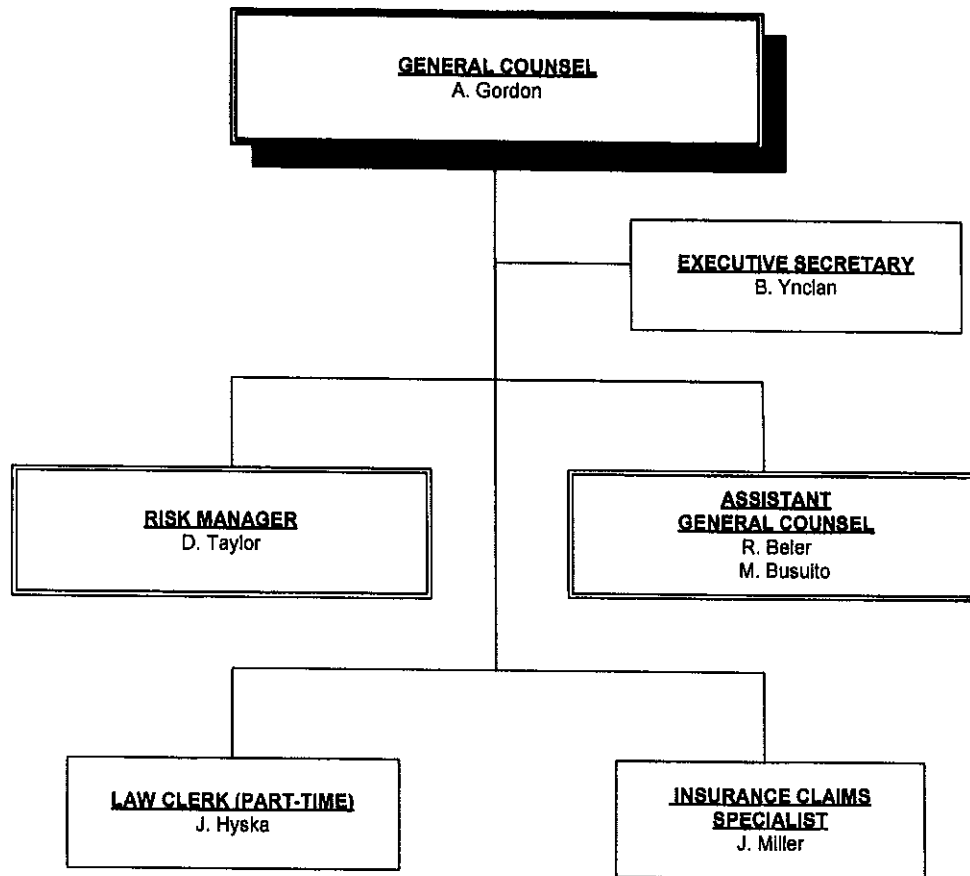 GENERAL COUNSEL
A. Gordon
EXECUTIVE SECRETARY
B. Ynclan
RISK MANAGER
D. Taylor
ASSISTANT
GENERAL COUNSEL
R. Beler
M. Busuito
LAW CLERK (PART-TIME)
J. Hyska
INSURANCE CLAIMS
SPECIALIST
J. Miller